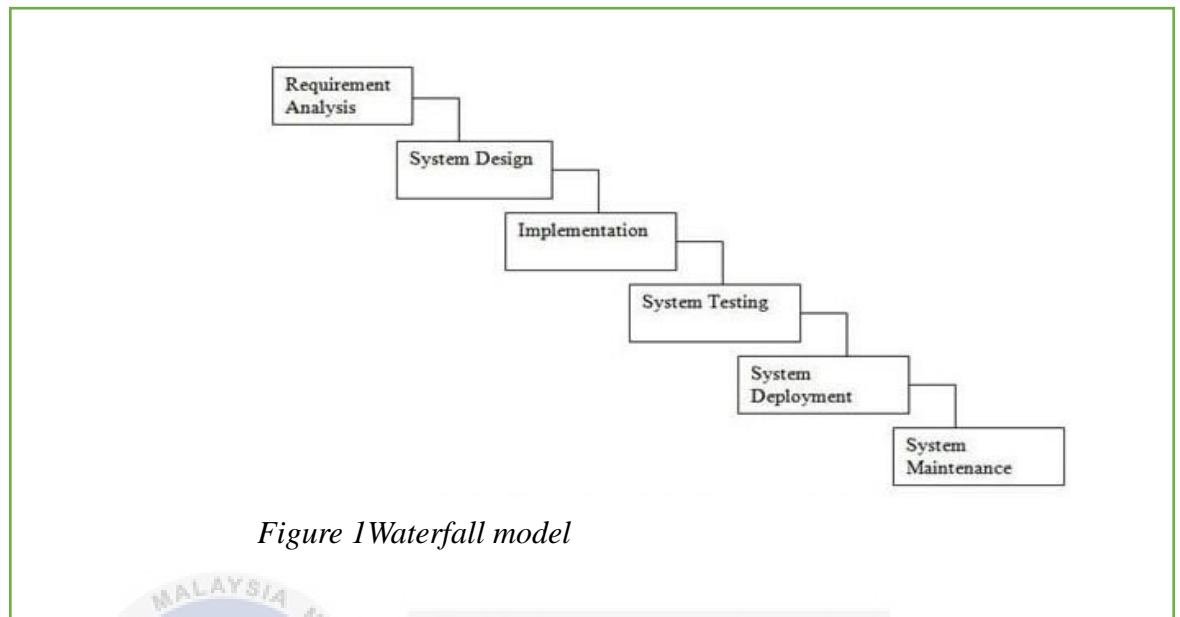 Requirement
Analysis
System Design
Implementation
System Testing
System
Deployment
System
Maintenance
Figure 1Waterfall model
MALAYSIA